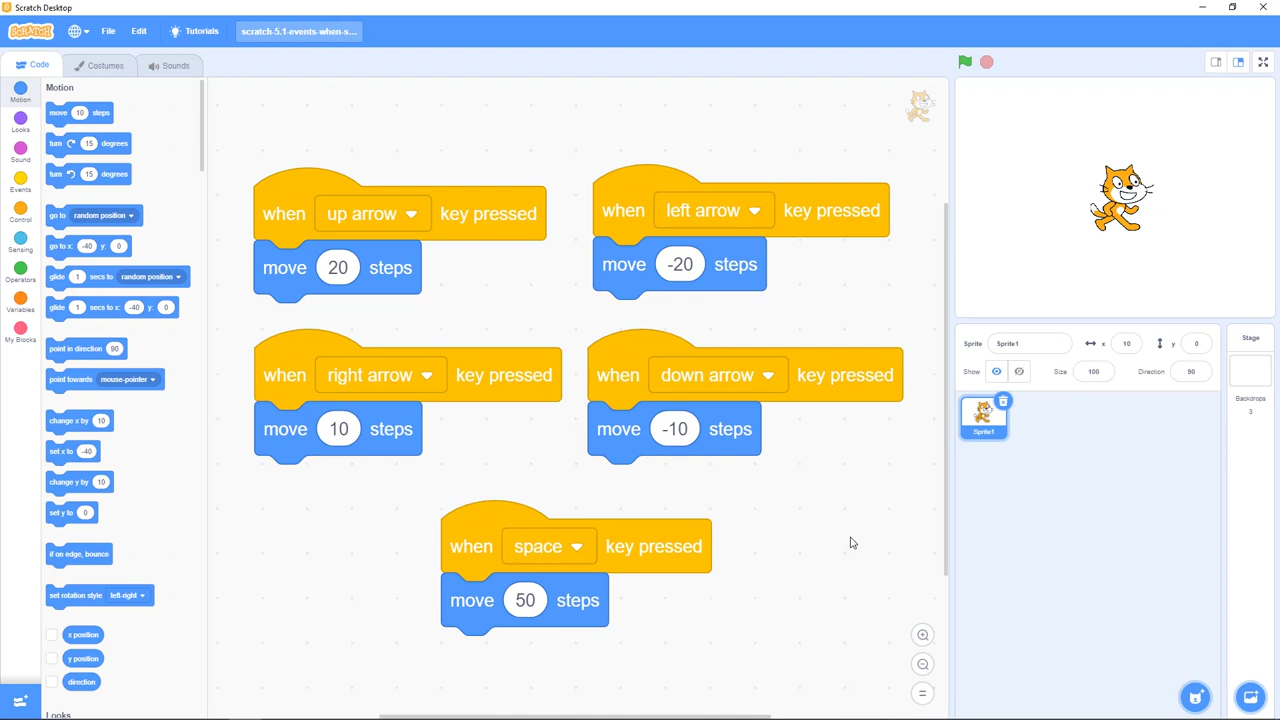 Scratch Desktop
SCRATCH
File
Edit
Tutorials
scratch-5.1-events-when-s...
Code
Costumes
Sounds
Motion
Looks
Sound
Events
Control
Sensing
Operators
Variables
My Blocks
Motion
move 10 steps
turn 15 degrees
turn 15 degrees
go to random position
go to x: -40 y: 0
glide 1 secs to random position
glide 1 secs to x: -40 y: 0
point in direction 90
point towards mouse-pointer
change x by 10
set x to -40
change y by 10
set y to 0
if on edge, bounce
set rotation style left-right
x position
y position
direction
Looks
when up arrow key pressed
move 20 steps
when left arrow key pressed
move -20 steps
when right arrow key pressed
move 10 steps
when down arrow key pressed
move -10 steps
when space key pressed
move 50 steps
Sprite Sprite1 x 10 y 0
Show Size 100 Direction 90
Sprite1
Stage
Backdrops
3